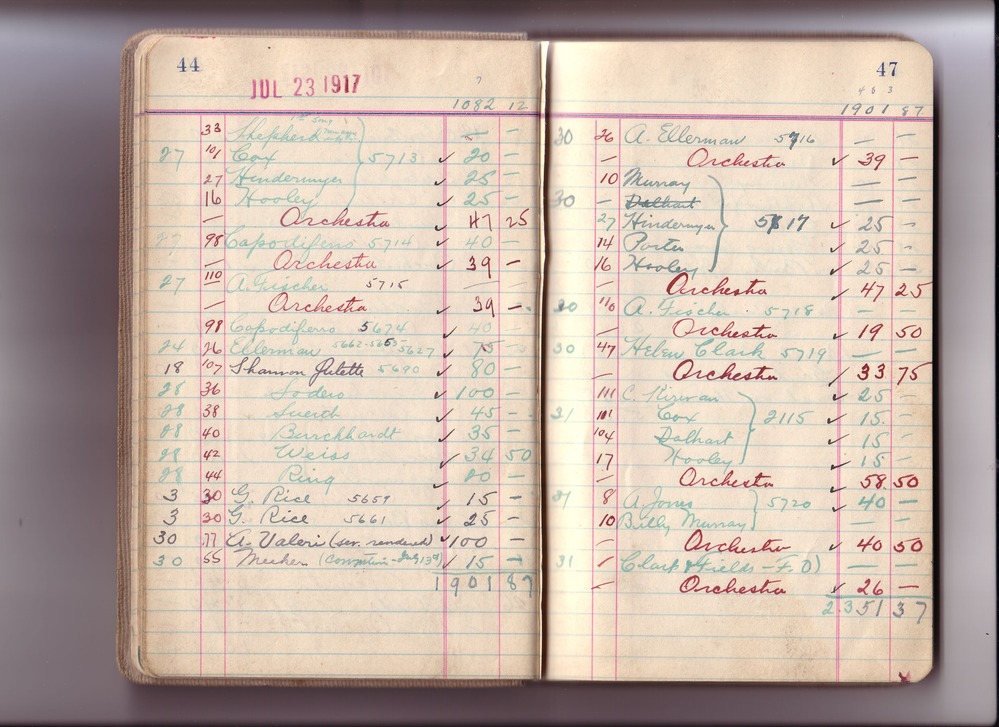 44
JUL 23 1917
1082 12
33 Shepherd — —
27 101 Cox 5713 ✓ 20 —
27 Hindermyer ✓ 25 —
16 Hooley ✓ 25 —
— Orchestra ✓ 47 25
27 98 Capodiferro 5714 ✓ 40 —
— Orchestra ✓ 39 —
27 110 A. Fischer 5715 — —
— Orchestra ✓ 39 —
98 Capodiferro 5674 ✓ 40 —
24 26 Ellerman 5662-5653-5627 ✓ 75 —
18 107 Shannon Quartette 5690 ✓ 80 —
28 36 Sodero ✓ 100 —
28 38 ✓ 45 —
28 40 Burckhardt ✓ 35 —
28 42 Weiss ✓ 34 50
28 44 Ring ✓ 20 —
3 30 G. Rice 5659 ✓ 15 —
3 30 G. Rice 5661 ✓ 25 —
30 77 A. Valeri (ser. rendered) ✓ 100 —
30 55 Meeker ✓ 15 —
1901 87
47
1901 87
30 26 A. Ellerman 5716 — —
— Orchestra ✓ 39 —
10 Murray — —
30 — Dalhart — —
27 Hindermyer 5717 ✓ 25 —
14 Porter ✓ 25 —
16 Hooley ✓ 25 —
— Orchestra ✓ 47 25
30 110 A. Fischer 5718 — —
— Orchestra ✓ 19 50
30 47 Helen Clark 5719 — —
— Orchestra ✓ 33 75
111 C. Kirwan ✓ 25 —
31 101 Cox 2115 ✓ 15 —
104 Dalhart ✓ 15 —
17 Hooley ✓ 15 —
— Orchestra ✓ 58 50
31 8 A. Jones 5720 ✓ 40 —
10 Billy Murray — —
— Orchestra ✓ 40 50
31 Clark & Fields — F.O) — —
— Orchestra ✓ 26 —
2351 37